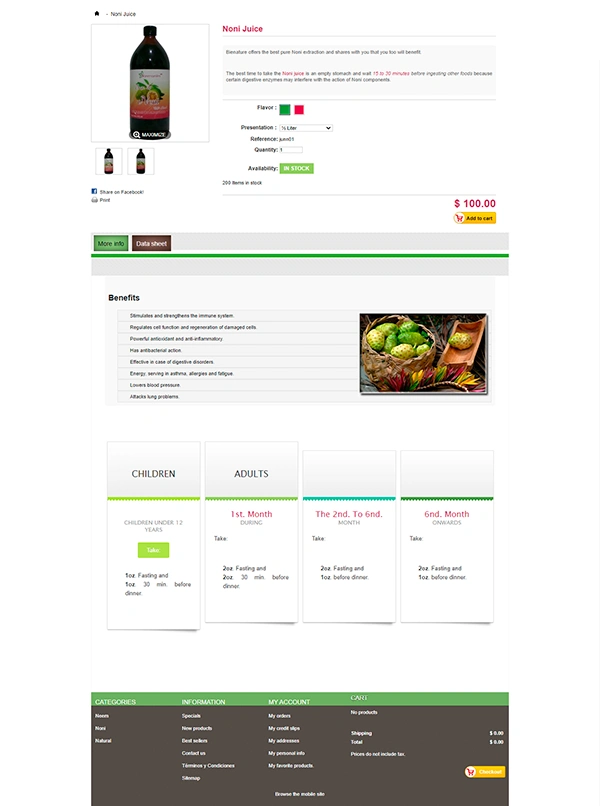 - Noni Juice
Noni Juice
Bienature offers the best pure Noni extraction and shares with you that you too will benefit.
The best time to take the Noni juice is an empty stomach and wait 15 to 30 minutes before ingesting other foods because
certain digestive enzymes may interfere with the action of Noni components
Flavor :
Presentation : ½ Liter
Reference: juwn01
Quantity: 1
MAXIMIZE
Availability: IN STOCK
200 Items in stock
Share on Facebook!
Print
$ 100.00
Add to cart
More info
Data sheet
Benefits
Stimulates and strengthens the immune system.
Regulates cell function and regeneration of damaged cells.
Powerful antioxidant and anti-inflammatory.
Has antibacterial action.
Effective in case of digestive disorders.
Energy, serving in asthma, allergies and fatigue.
Lowers blood pressure
Attacks lung problems.
CHILDREN
CHILDREN UNDER 12
YEARS
Take:
1oz. Fasting and
1oz. 30 min. before
dinner.
ADULTS
1st. Month
DURING
Take:
2oz. Fasting and
2oz. 30 min. before
dinner.
The 2nd. To 6nd.
MONTH
Take:
2oz. Fasting and
1oz. before dinner.
6nd. Month
ONWARDS
Take:
2oz. Fasting and
1oz. before dinner.
CATEGORIES
Neem
Noni
Natural
INFORMATION
Specials
New products
Best sellers
Contact us
Términos y Condiciones
Sitemap
MY ACCOUNT
My orders
My credit slips
My addresses
My personal info
My favorite products.
CART
No products
Shipping $ 0.00
Total $ 0.00
Prices do not include tax.
Checkout
Browse the mobile site